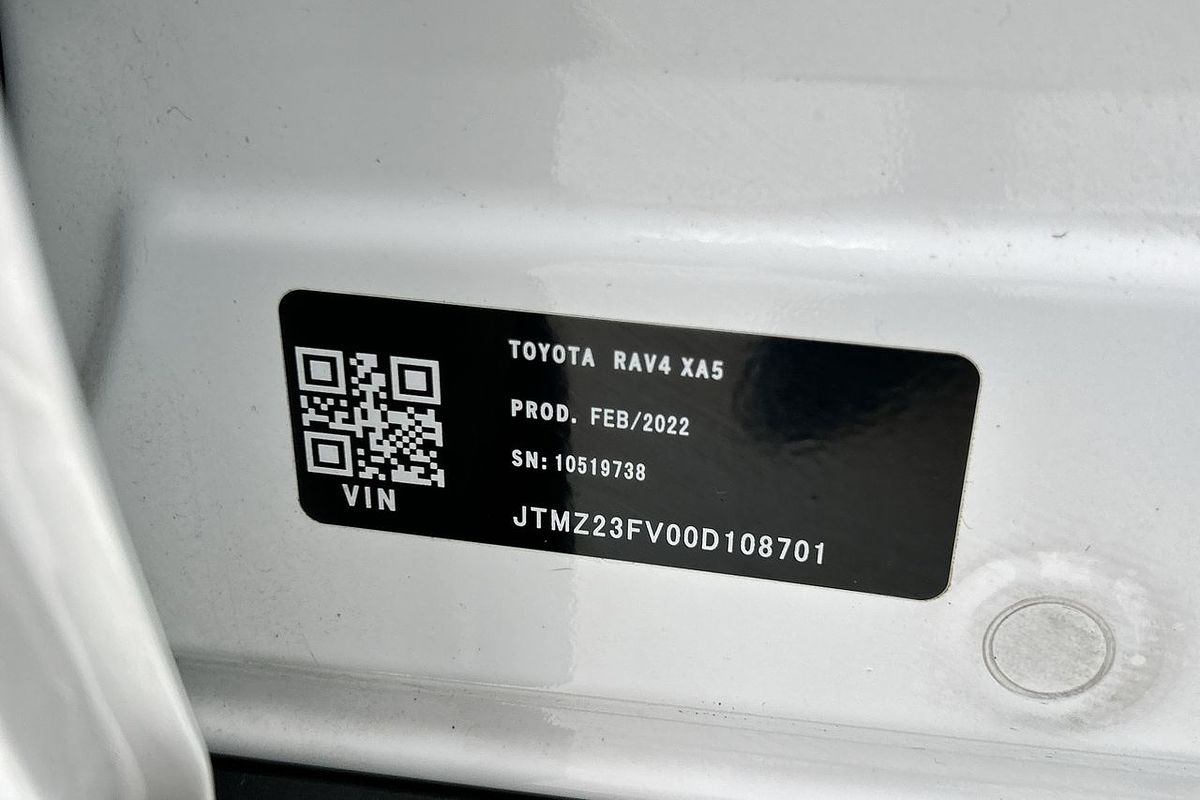 TOYOTA RAV4 XA5
PROD. FEB/2022
SN: 10519738
VIN
JTMZ23FV00D108701